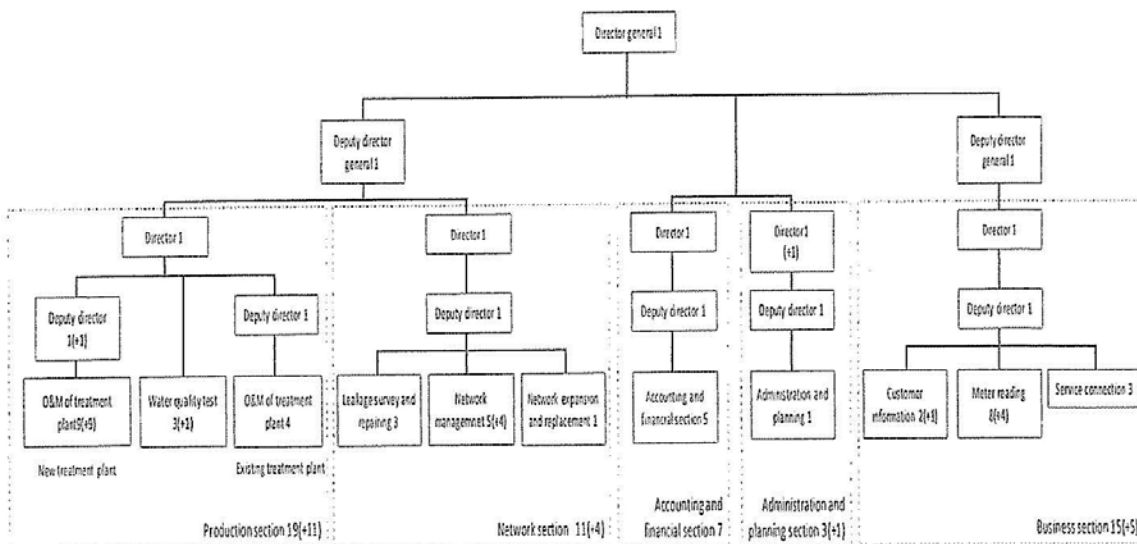 Director general 1
Deputy director
general 1
Deputy director
general 1
Director 1
Director 1
Director 1
Director 1
(+1)
Director 1
Deputy director
1(+1)
Deputy director 1
Deputy director 1
Deputy director 1
Deputy director 1
Deputy director 1
O&M of treatment
plant9(+9)
Water quality test
3(+1)
O&M of treatment
plant 4
Leakage survey and
repairing 3
Network
managemnet 5(+4)
Network expansion
and replacement 1
Accounting and
financial section 5
Administration and
planning 1
Customer
information 2(+1)
Meter reading
8(+4)
Service connection 3
New treatment plant
Existing treatment plant
Production section 19(+11)
Network section 11(+4)
Accounting and
financial section 7
Administration and
planning section 3(+1)
Business section 15(+5)